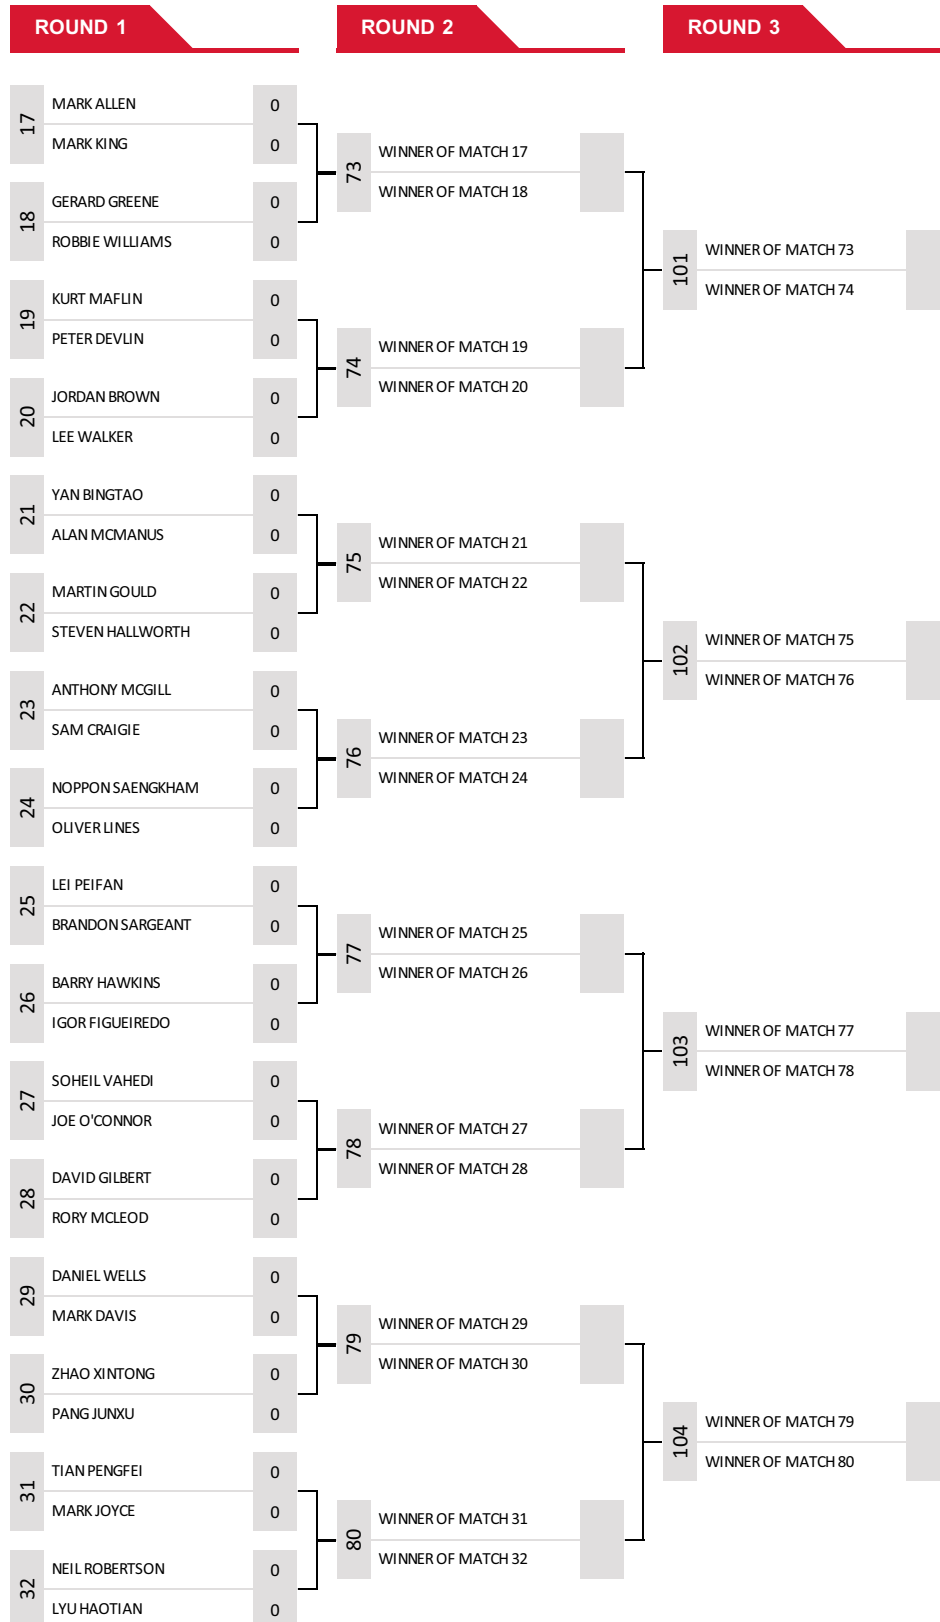 ROUND 1
ROUND 2
ROUND 3
17
MARK ALLEN 0
MARK KING 0
18
GERARD GREENE 0
ROBBIE WILLIAMS 0
19
KURT MAFLIN 0
PETER DEVLIN 0
20
JORDAN BROWN 0
LEE WALKER 0
21
YAN BINGTAO 0
ALAN MCMANUS 0
22
MARTIN GOULD 0
STEVEN HALLWORTH 0
23
ANTHONY MCGILL 0
SAM CRAIGIE 0
24
NOPPON SAENGKHAM 0
OLIVER LINES 0
25
LEI PEIFAN 0
BRANDON SARGEANT 0
26
BARRY HAWKINS 0
IGOR FIGUEIREDO 0
27
SOHEIL VAHEDI 0
JOE O'CONNOR 0
28
DAVID GILBERT 0
RORY MCLEOD 0
29
DANIEL WELLS 0
MARK DAVIS 0
30
ZHAO XINTONG 0
PANG JUNXU 0
31
TIAN PENGFEI 0
MARK JOYCE 0
32
NEIL ROBERTSON 0
LYU HAOTIAN 0
73
WINNER OF MATCH 17
WINNER OF MATCH 18
74
WINNER OF MATCH 19
WINNER OF MATCH 20
75
WINNER OF MATCH 21
WINNER OF MATCH 22
76
WINNER OF MATCH 23
WINNER OF MATCH 24
77
WINNER OF MATCH 25
WINNER OF MATCH 26
78
WINNER OF MATCH 27
WINNER OF MATCH 28
79
WINNER OF MATCH 29
WINNER OF MATCH 30
80
WINNER OF MATCH 31
WINNER OF MATCH 32
101
WINNER OF MATCH 73
WINNER OF MATCH 74
102
WINNER OF MATCH 75
WINNER OF MATCH 76
103
WINNER OF MATCH 77
WINNER OF MATCH 78
104
WINNER OF MATCH 79
WINNER OF MATCH 80